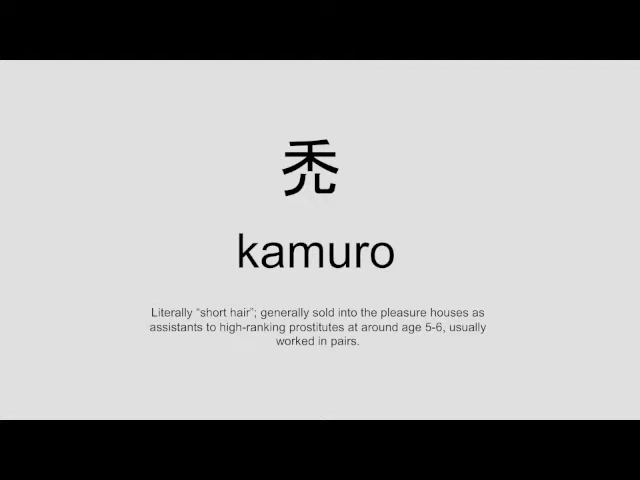 禿
kamuro
Literally “short hair”; generally sold into the pleasure houses as
assistants to high-ranking prostitutes at around age 5-6, usually
worked in pairs.